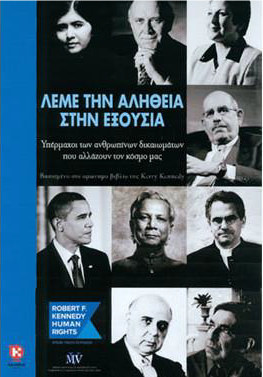 ΛΕΜΕ ΤΗΝ ΑΛΗΘΕΙΑ
ΣΤΗΝ ΕΞΟΥΣΙΑ
Υπέρμαχοι των ανθρωπίνων δικαιωμάτων
που αλλάζουν τον κόσμο μας
Βασισμένο στο ομώνυμο βιβλίο της Kerry Kennedy
ROBERT F.
KENNEDY
HUMAN
RIGHTS
MV